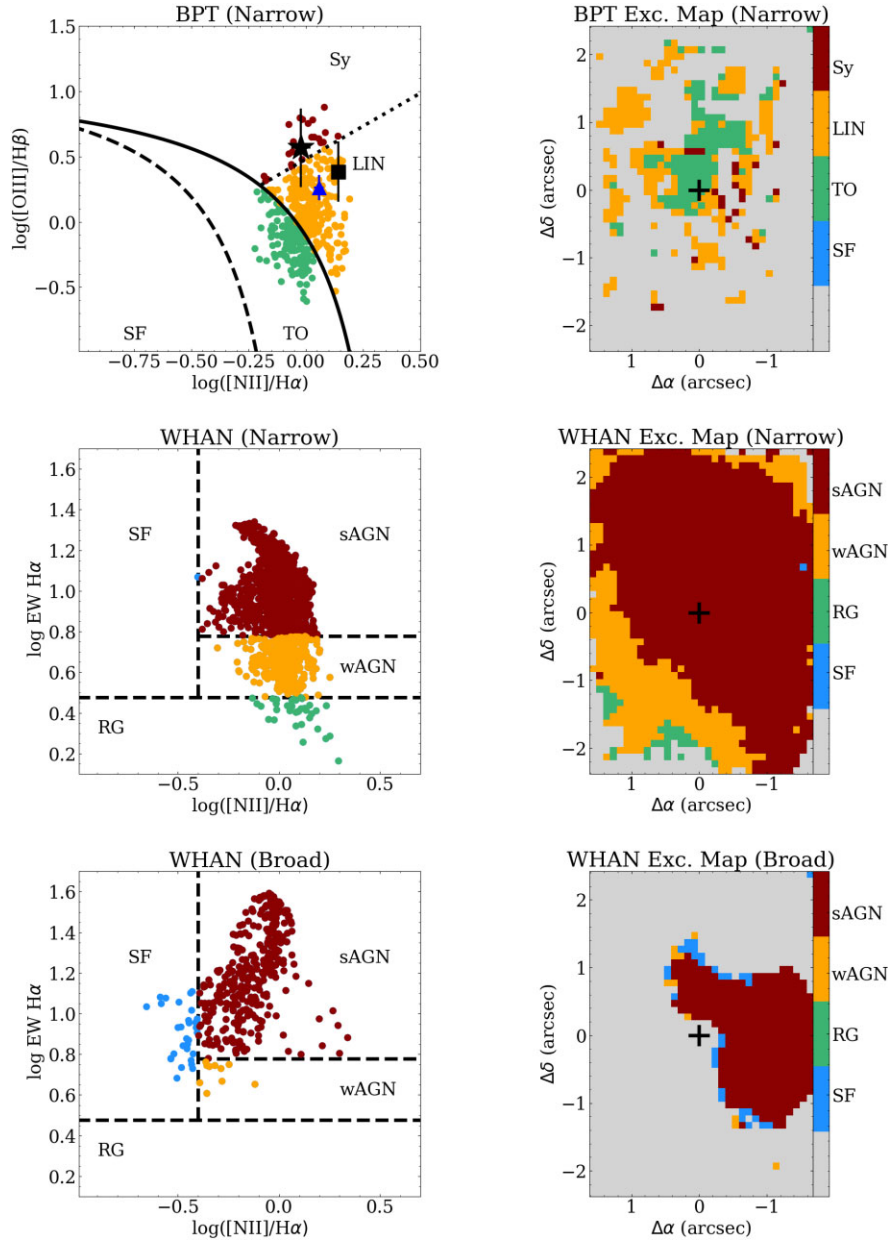 BPT (Narrow)
1.5
1.0
0.5
0.0
−0.5
log([OIII]/Hβ)
Sy
LIN
SF
TO
−0.75
−0.50
−0.25
0.00
0.25
0.50
log([NII]/Hα)
BPT Exc. Map (Narrow)
2
1
0
−1
−2
Δδ (arcsec)
1
0
−1
Δα (arcsec)
Sy
LIN
TO
SF
WHAN (Narrow)
1.6
1.4
1.2
1.0
0.8
0.6
0.4
0.2
log EW Hα
SF
sAGN
wAGN
RG
−0.5
0.0
0.5
log([NII]/Hα)
WHAN Exc. Map (Narrow)
2
1
0
−1
−2
Δδ (arcsec)
1
0
−1
Δα (arcsec)
sAGN
wAGN
RG
SF
WHAN (Broad)
1.6
1.4
1.2
1.0
0.8
0.6
0.4
0.2
log EW Hα
SF
sAGN
wAGN
RG
−0.5
0.0
0.5
log([NII]/Hα)
WHAN Exc. Map (Broad)
2
1
0
−1
−2
Δδ (arcsec)
1
0
−1
Δα (arcsec)
sAGN
wAGN
RG
SF